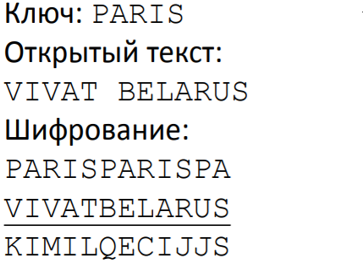 Ключ: PARIS
Открытый текст:
VIVAT BELARUS
Шифрование:
PARISPARISPA
VIVATBELARUS
KIMILQECIJJS